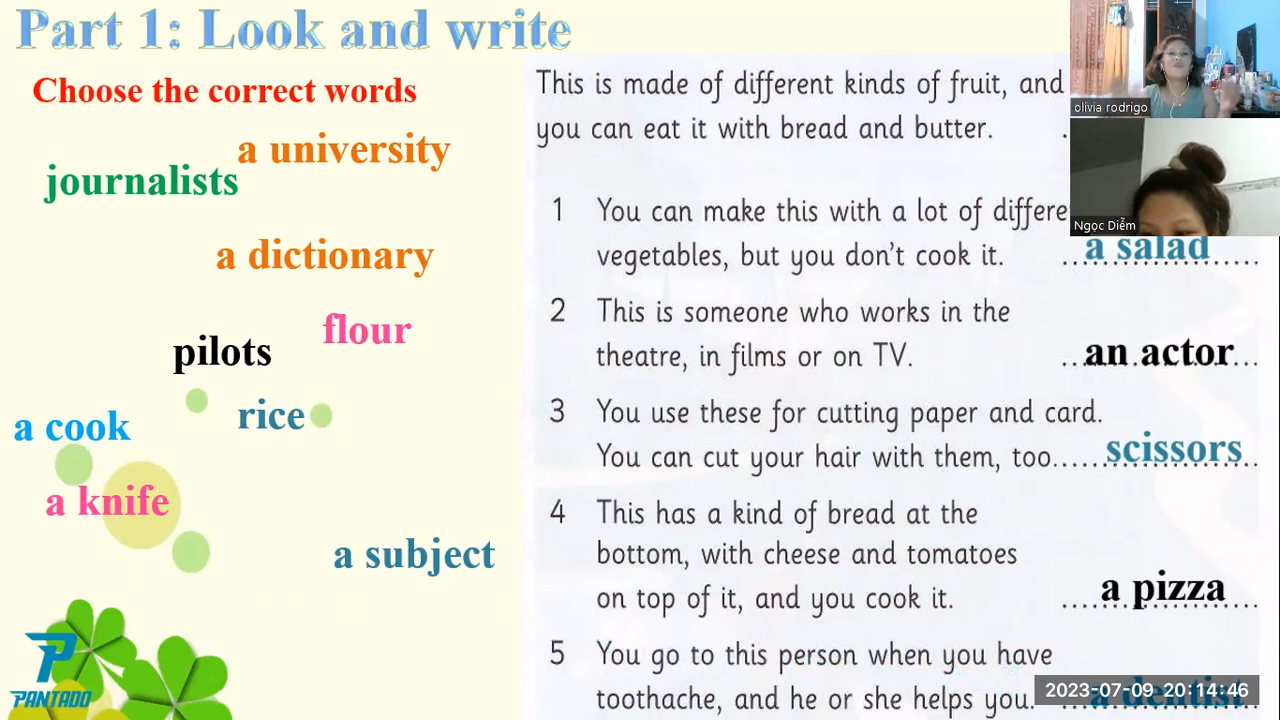 Part 1: Look and write
Choose the correct words
a university
journalists
a dictionary
flour
pilots
rice
a cook
a knife
a subject
PANTADO
This is made of different kinds of fruit, and
you can eat it with bread and butter.
1 You can make this with a lot of differe
vegetables, but you don't cook it. .................... a salad
2 This is someone who works in the
theatre, in films or on TV. .................... an actor
3 You use these for cutting paper and card.
You can cut your hair with them, too..................... scissors
4 This has a kind of bread at the
bottom, with cheese and tomatoes
on top of it, and you cook it. .................... a pizza
5 You go to this person when you have
toothache, and he or she helps you. .................... a dentist
olivia rodrigo
Ngọc Diễm
2023-07-09 20:14:46